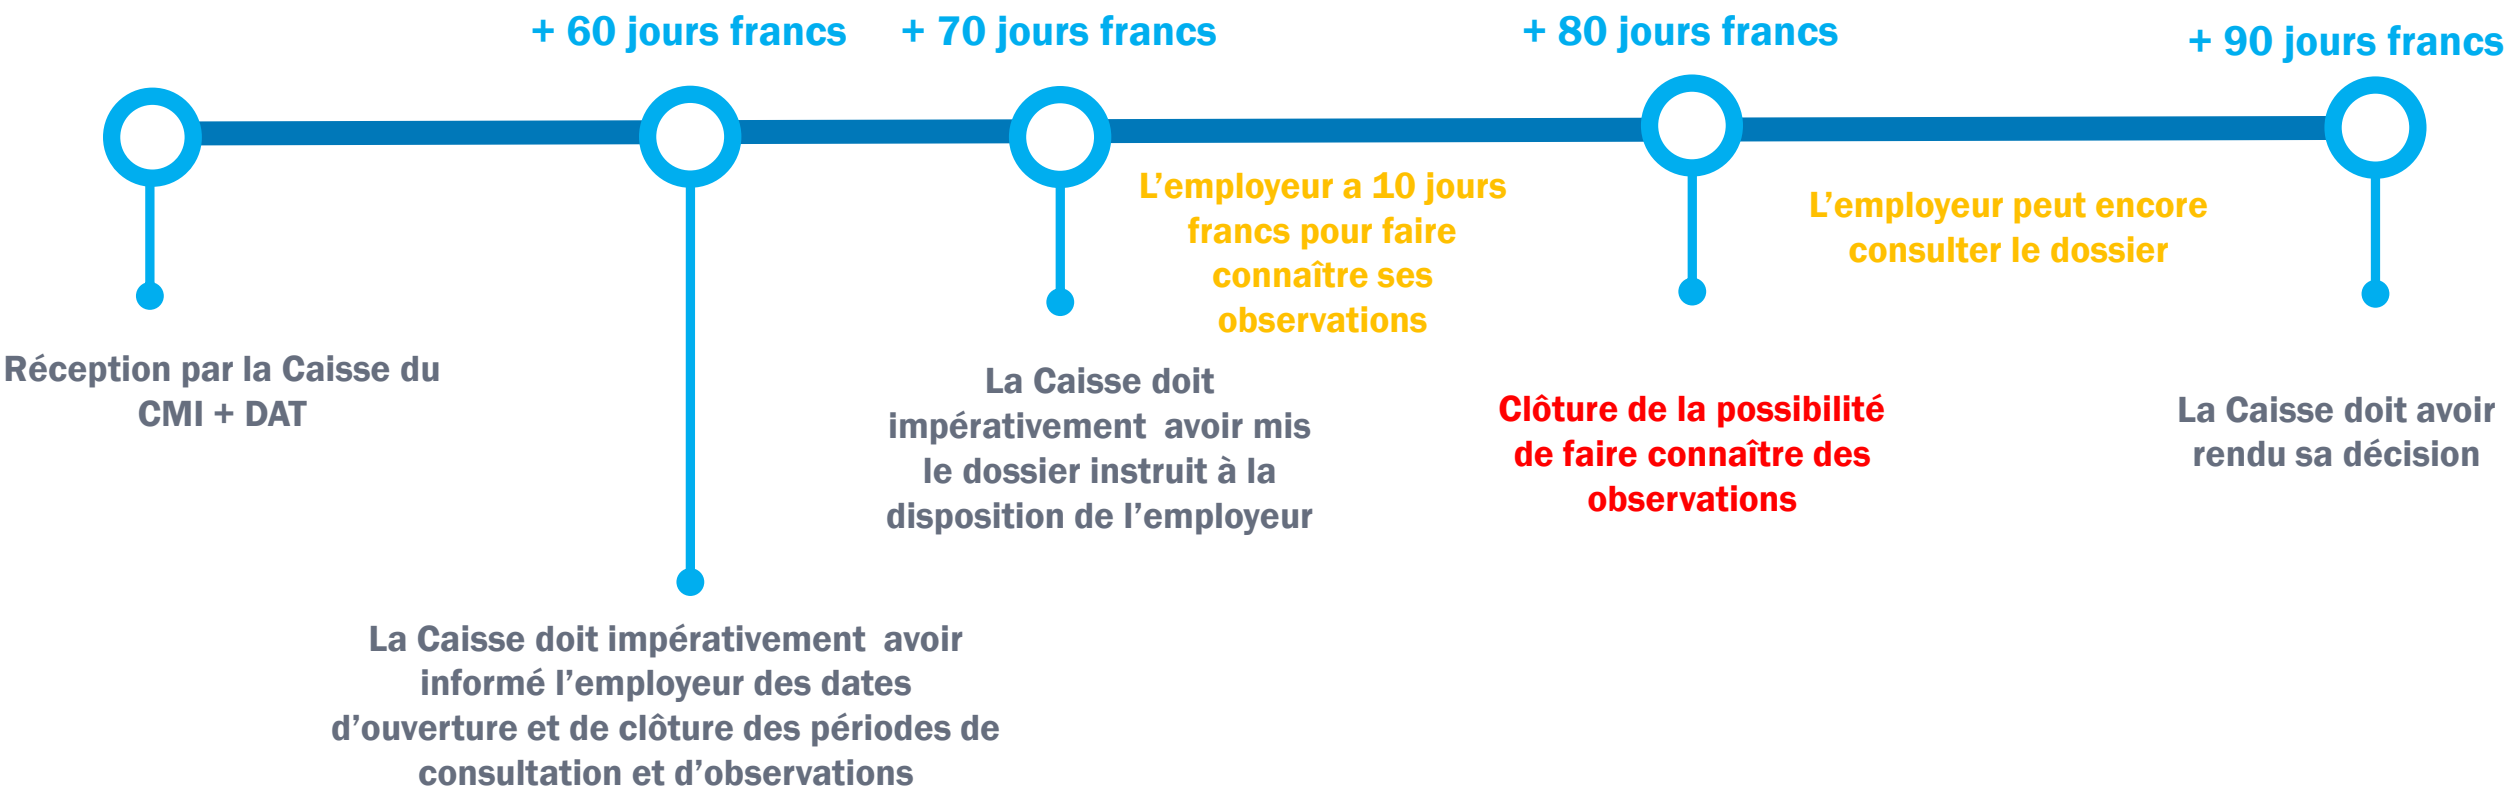 + 60 jours francs
+ 70 jours francs
+ 80 jours francs
+ 90 jours francs
Réception par la Caisse du
CMI + DAT
La Caisse doit impérativement  avoir
informé l’employeur des dates
d’ouverture et de clôture des périodes de
consultation et d’observations
La Caisse doit
impérativement  avoir mis
le dossier instruit à la
disposition de l’employeur
L’employeur a 10 jours
francs pour faire
connaître ses
observations
Clôture de la possibilité
de faire connaître des
observations
L’employeur peut encore
consulter le dossier
La Caisse doit avoir
rendu sa décision